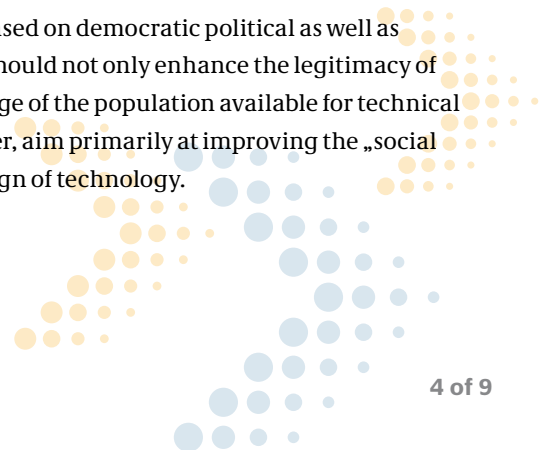 sed on democratic political as well as
hould not only enhance the legitimacy of
ge of the population available for technical
er, aim primarily at improving the „social
gn of technology.
4 of 9